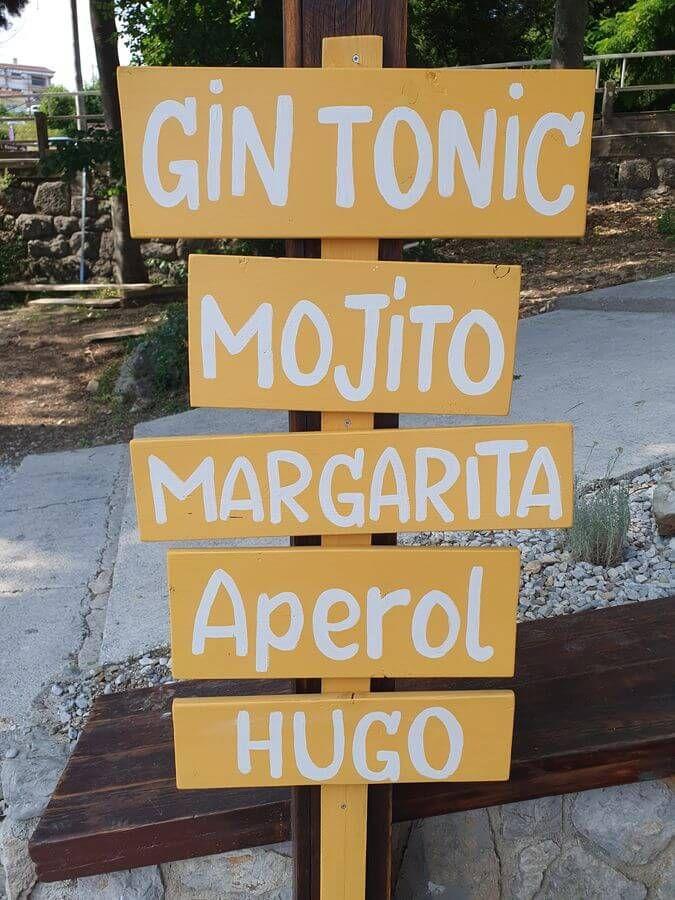 GiN TONiC
MOJiTO
MARGARiTA
Aperol
HUGO